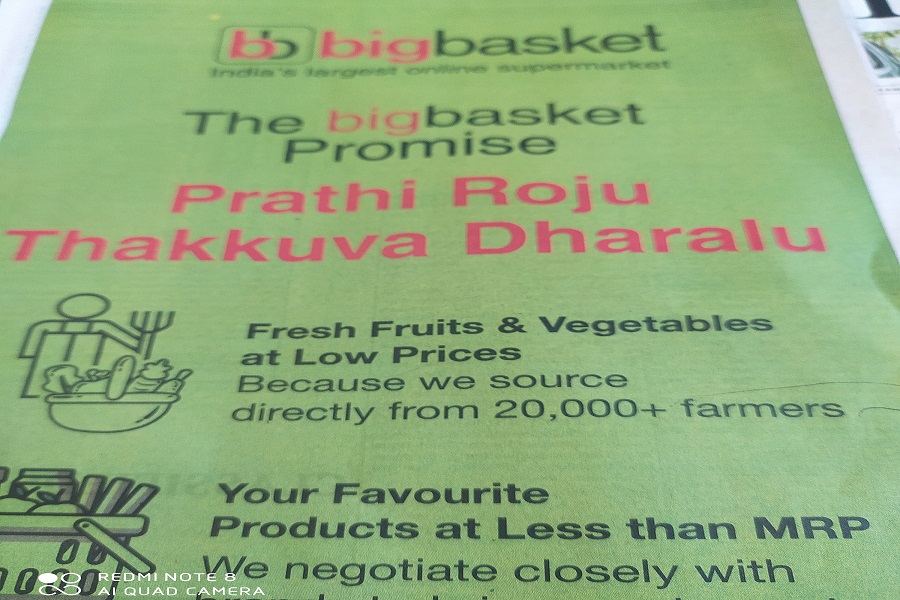 bb bigbasket
India's largest online supermarket
The bigbasket
Promise
Prathi Roju
Thakkuva Dharalu
Fresh Fruits & Vegetables
at Low Prices
Because we source
directly from 20,000+ farmers
Your Favourite
Products at Less than MRP
We negotiate closely with
REDMI NOTE 8
AI QUAD CAMERA